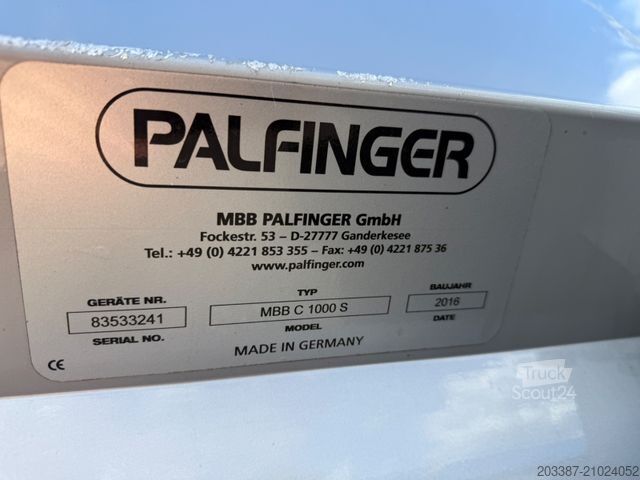 PALFINGER
MBB PALFINGER GmbH
Fockestr. 53 – D-27777 Ganderkesee
Tel.: +49 (0) 4221 853 355 – Fax: +49 (0) 4221 875 36
www.palfinger.com
GERÄTE NR. TYP BAUJAHR
83533241 MBB C 1000 S 2016
SERIAL NO. MODEL DATE
CE MADE IN GERMANY
Truck
Scout24
203387-21024052